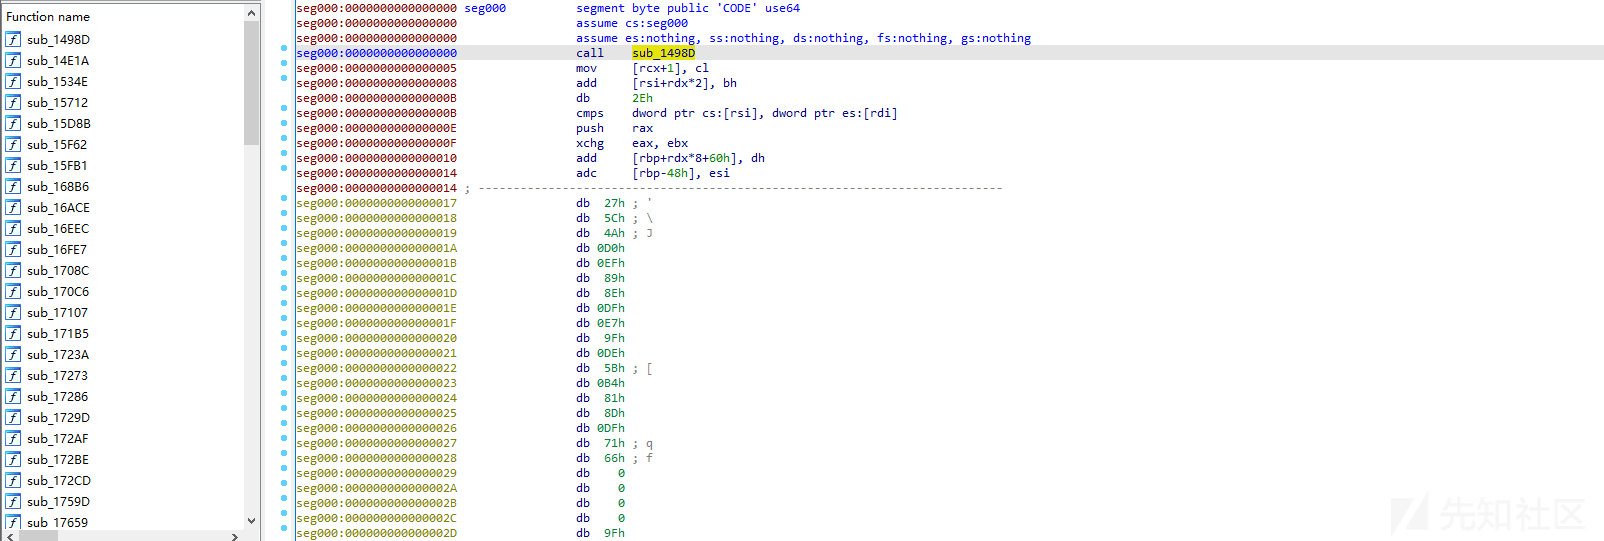 Function name
sub_1498D
sub_14E1A
sub_1534E
sub_15712
sub_15D8B
sub_15F62
sub_15FB1
sub_168B6
sub_16ACE
sub_16EEC
sub_16FE7
sub_1708C
sub_170C6
sub_17107
sub_171B5
sub_1723A
sub_17273
sub_17286
sub_1729D
sub_172AF
sub_172BE
sub_172CD
sub_1759D
sub_17659
seg000:0000000000000000 seg000 segment byte public 'CODE' use64
seg000:0000000000000000 assume cs:seg000
seg000:0000000000000000 assume es:nothing, ss:nothing, ds:nothing, fs:nothing, gs:nothing
seg000:0000000000000000 call sub_1498D
seg000:0000000000000005 mov [rcx+1], cl
seg000:0000000000000008 add [rsi+rdx*2], bh
seg000:000000000000000B db 2Eh
seg000:000000000000000B cmps dword ptr cs:[rsi], dword ptr es:[rdi]
seg000:000000000000000E push rax
seg000:000000000000000F xchg eax, ebx
seg000:0000000000000010 add [rbp+rdx*8+60h], dh
seg000:0000000000000014 adc [rbp-48h], esi
seg000:0000000000000014 ; ---------------------------------------------------------------------------
seg000:0000000000000017 db 27h ; '
seg000:0000000000000018 db 5Ch ; \
seg000:0000000000000019 db 4Ah ; J
seg000:000000000000001A db 0D0h
seg000:000000000000001B db 0EFh
seg000:000000000000001C db 89h
seg000:000000000000001D db 8Eh
seg000:000000000000001E db 0DFh
seg000:000000000000001F db 0E7h
seg000:0000000000000020 db 9Fh
seg000:0000000000000021 db 0DEh
seg000:0000000000000022 db 5Bh ; [
seg000:0000000000000023 db 0B4h
seg000:0000000000000024 db 81h
seg000:0000000000000025 db 8Dh
seg000:0000000000000026 db 0DFh
seg000:0000000000000027 db 71h ; q
seg000:0000000000000028 db 66h ; f
seg000:0000000000000029 db 0
seg000:000000000000002A db 0
seg000:000000000000002B db 0
seg000:000000000000002C db 0
seg000:000000000000002D db 9Fh
先知社区